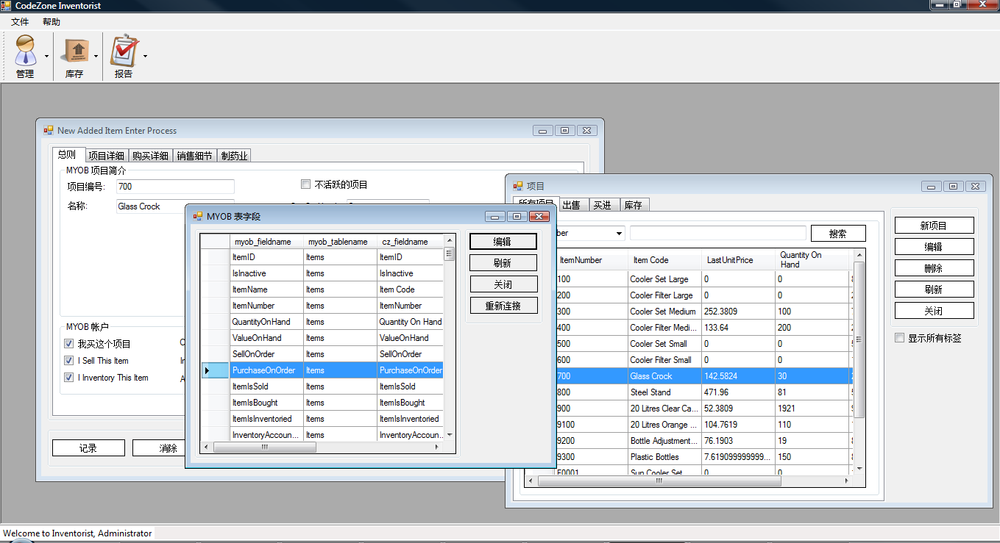 CodeZone Inventorist
文件 帮助
管理 库存 报告
New Added Item Enter Process
总则 项目详细 购买详细 销售细节 制药业
MYOB 项目简介
项目编号: 700 不活跃的项目
名称: Glass Crock
MYOB 帐户
我买这个项目
I Sell This Item
I Inventory This Item
记录 消除
MYOB 表字段
myob_fieldname myob_tablename cz_fieldname
ItemID Items ItemID
IsInactive Items IsInactive
ItemName Items Item Code
ItemNumber Items ItemNumber
QuantityOnHand Items Quantity On Hand
ValueOnHand Items ValueOnHand
SellOnOrder Items SellOnOrder
PurchaseOnOrder Items PurchaseOnOrder
ItemIsSold Items ItemIsSold
ItemIsBought Items ItemIsBought
ItemIsInventoried Items ItemIsInventoried
InventoryAccoun... Items InventoryAccoun...
编辑
刷新
关闭
重新连接
项目
所有项目 出售 买进 库存
ber 搜索
ItemNumber Item Code LastUnitPrice Quantity On
Hand
100 Cooler Set Large 0 0
200 Cooler Filter Large 0 0
300 Cooler Set Medium 252.3809 100
400 Cooler Filter Medi... 133.64 200
500 Cooler Set Small 0 0
600 Cooler Filter Small 0 0
700 Glass Crock 142.5824 30
800 Steel Stand 471.96 81
900 20 Litres Clear Ca... 52.3809 1921
9100 20 Litres Orange ... 104.7619 110
9200 Bottle Adjustment... 76.1903 19
9300 Plastic Bottles 7.619099999999... 150
E0001 Sun Cooler Set 0 0
新项目
编辑
删除
刷新
关闭
显示所有标签
Welcome to Inventorist, Administrator